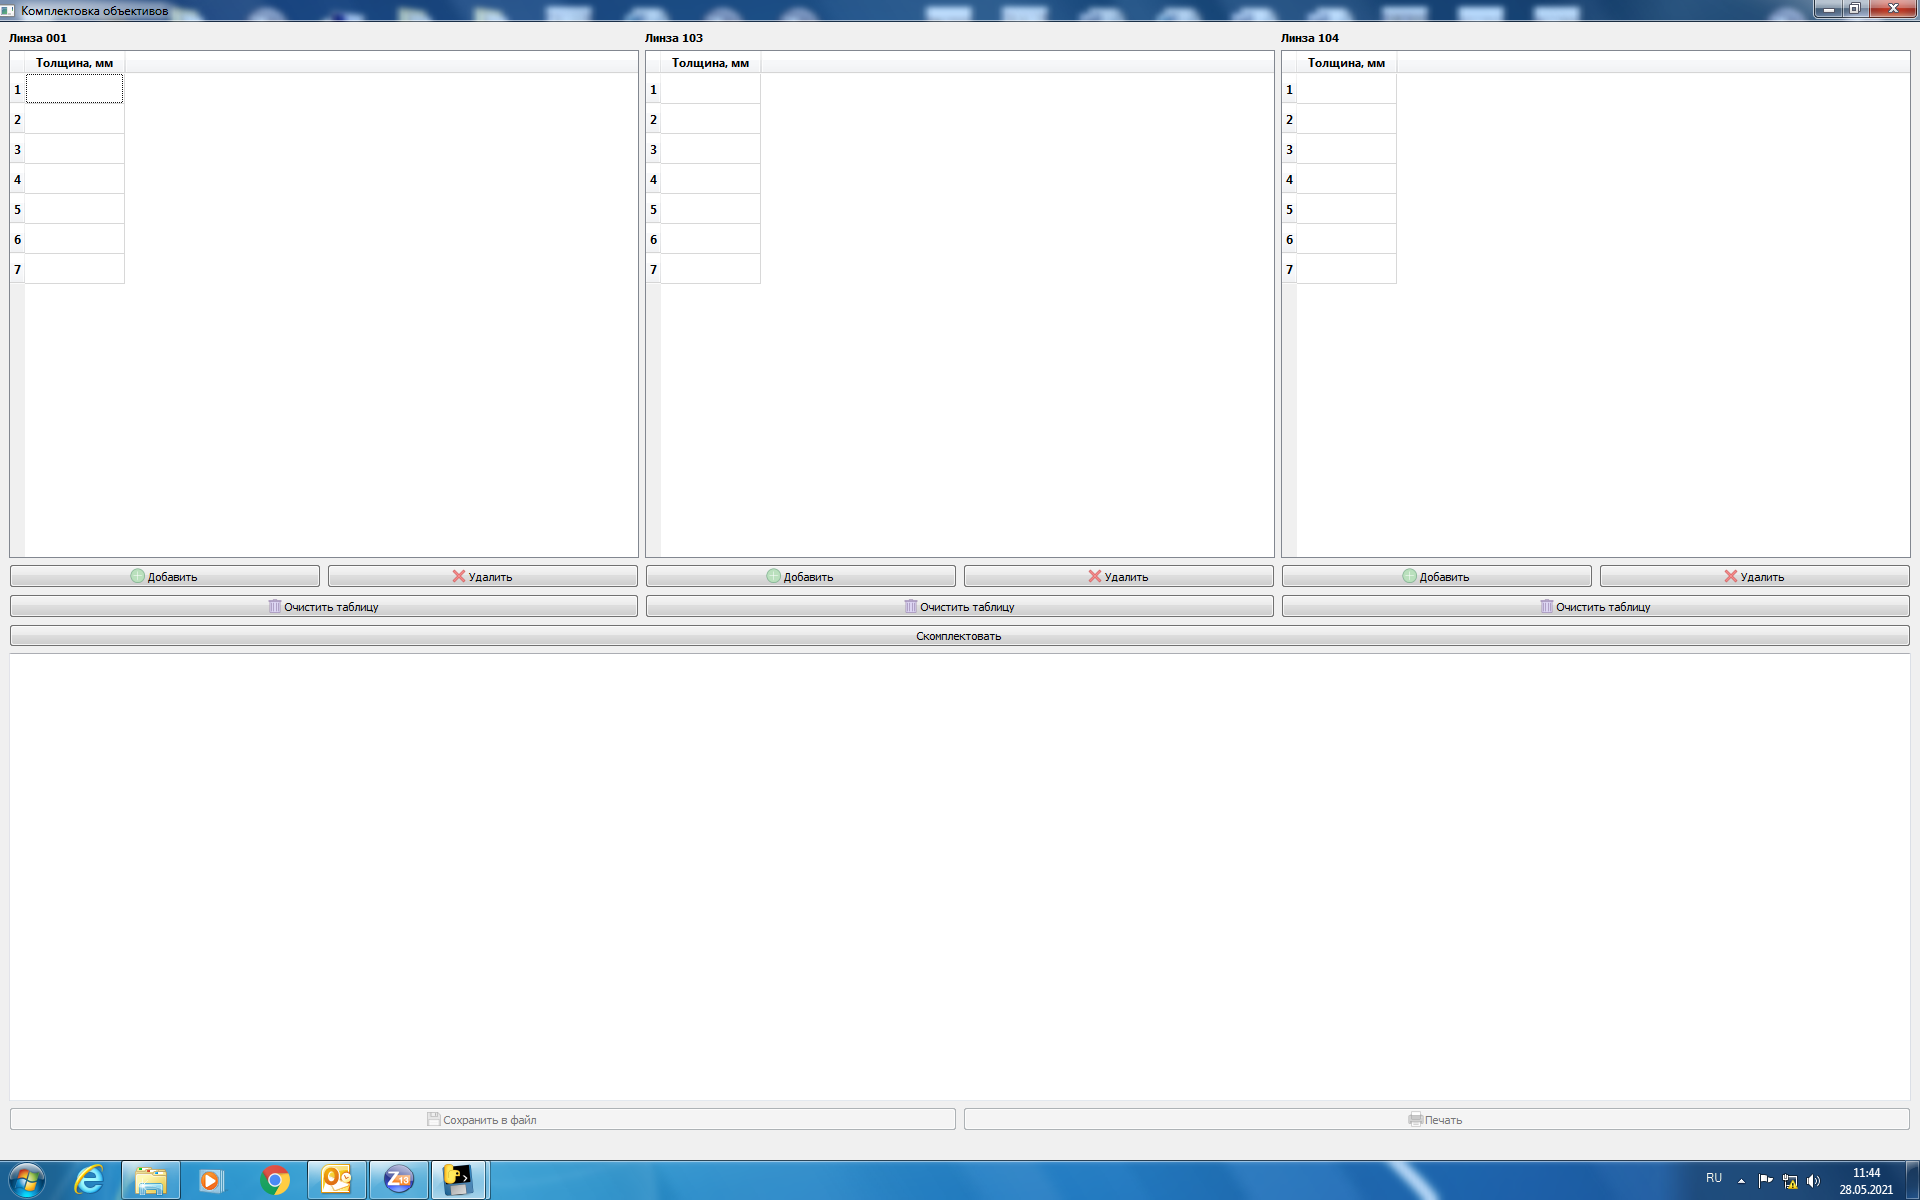 Комплектовка объективов
Линза 001
Толщина, мм
1
2
3
4
5
6
7
Добавить
Удалить
Очистить таблицу
Линза 103
Толщина, мм
1
2
3
4
5
6
7
Добавить
Удалить
Очистить таблицу
Линза 104
Толщина, мм
1
2
3
4
5
6
7
Добавить
Удалить
Очистить таблицу
Скомплектовать
Сохранить в файл
Печать
Z13
RU
11:44
28.05.2021